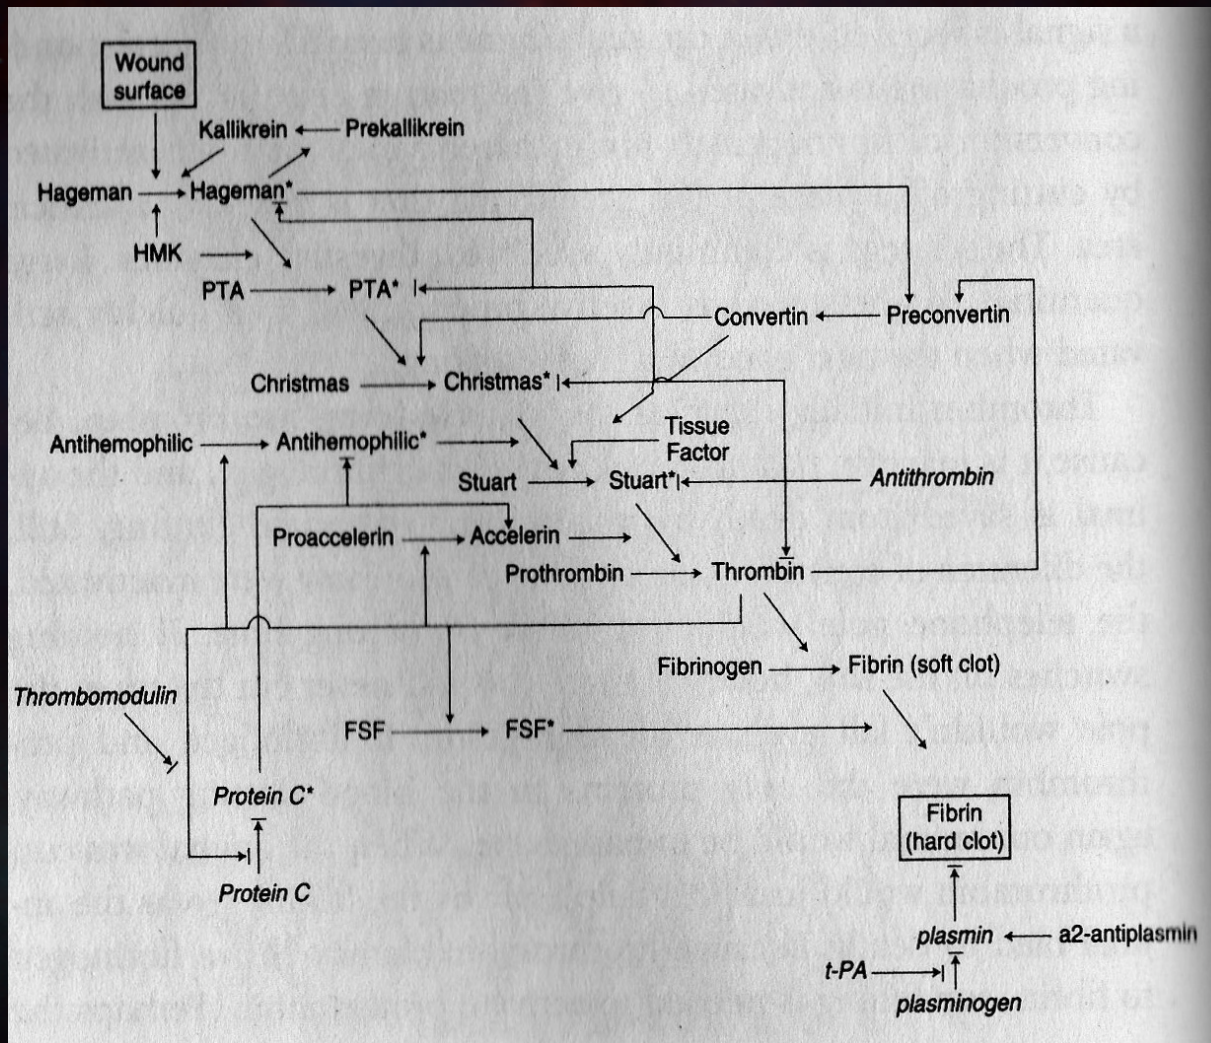 Wound
surface
Kallikrein
Prekallikrein
Hageman
Hageman*
HMK
PTA
PTA*
Convertin
Preconvertin
Christmas
Christmas*
Antihemophilic
Antihemophilic*
Tissue
Factor
Stuart
Stuart*
Antithrombin
Proaccelerin
Accelerin
Prothrombin
Thrombin
Fibrinogen
Fibrin (soft clot)
Thrombomodulin
FSF
FSF*
Protein C*
Fibrin
(hard clot)
Protein C
plasmin
a2-antiplasmin
t-PA
plasminogen